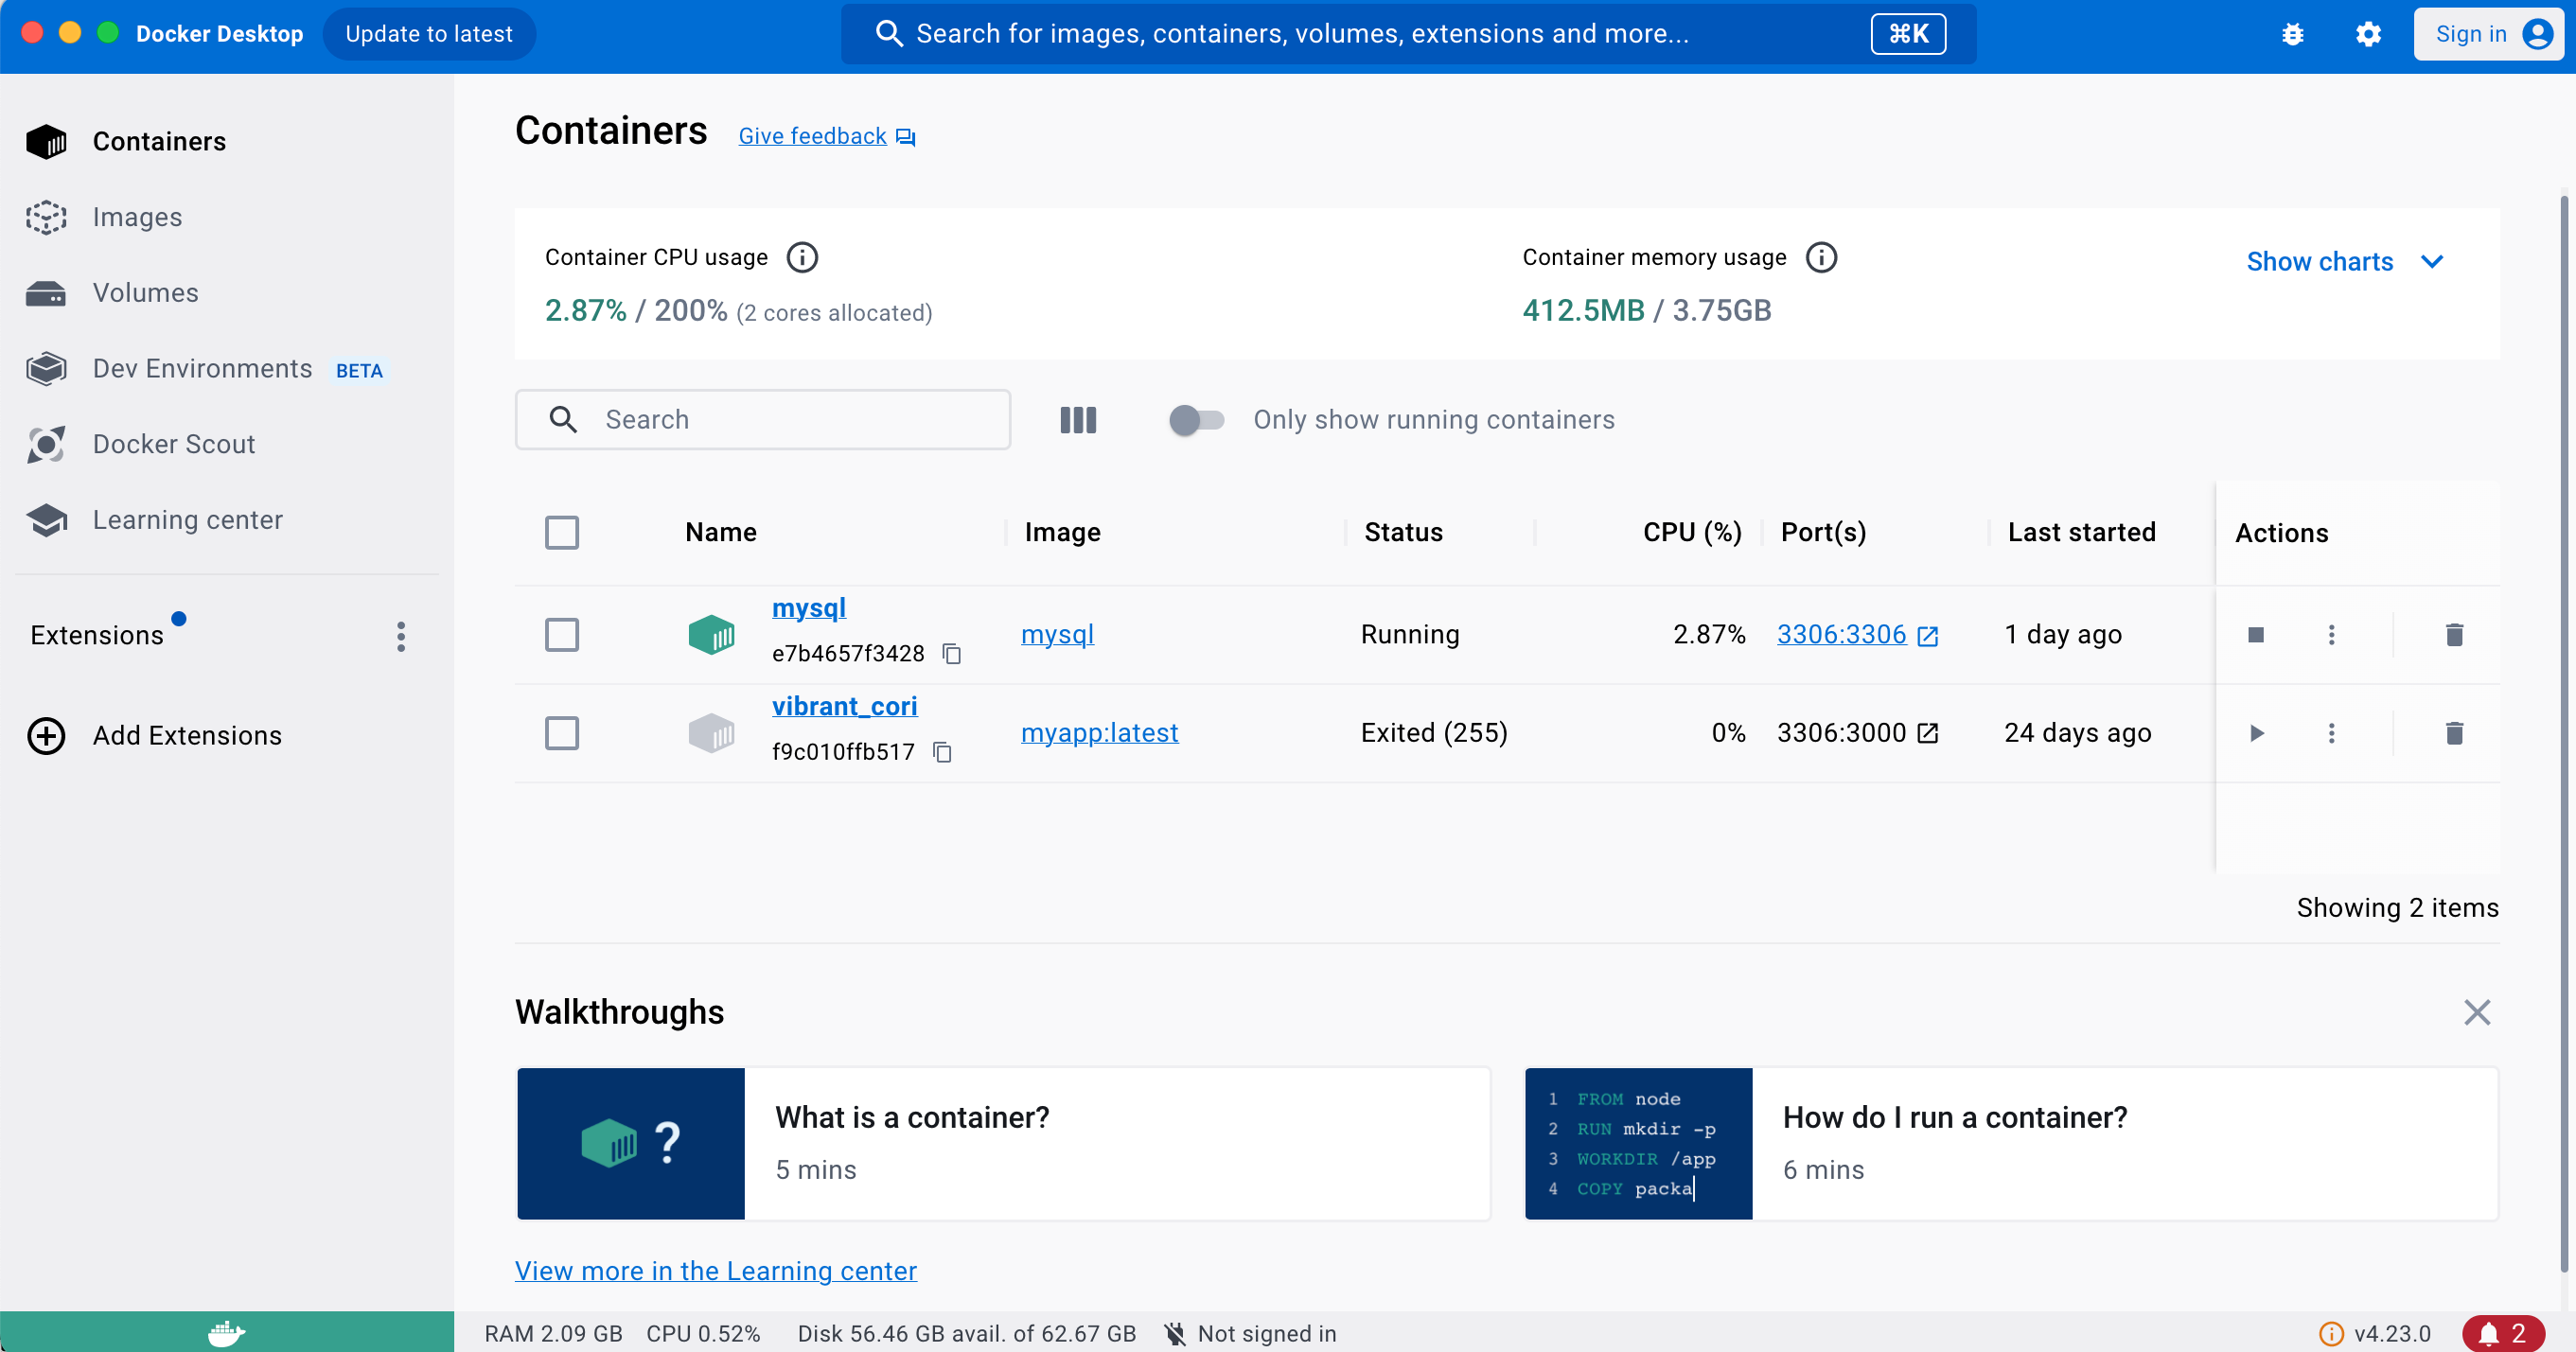 Docker Desktop Update to latest Search for images, containers, volumes, extensions and more... ⌘K Sign in
Containers
Images
Volumes
Dev Environments BETA
Docker Scout
Learning center
Extensions
Add Extensions
Containers Give feedback
Container CPU usage
2.87% / 200% (2 cores allocated)
Container memory usage
412.5MB / 3.75GB
Show charts
Search Only show running containers
Name Image Status CPU (%) Port(s) Last started Actions
mysql
e7b4657f3428
mysql Running 2.87% 3306:3306 1 day ago
vibrant_cori
f9c010ffb517
myapp:latest Exited (255) 0% 3306:3000 24 days ago
Showing 2 items
Walkthroughs
?
What is a container?
5 mins
1 FROM node
2 RUN mkdir -p
3 WORKDIR /app
4 COPY packa
How do I run a container?
6 mins
View more in the Learning center
RAM 2.09 GB CPU 0.52% Disk 56.46 GB avail. of 62.67 GB Not signed in v4.23.0 2